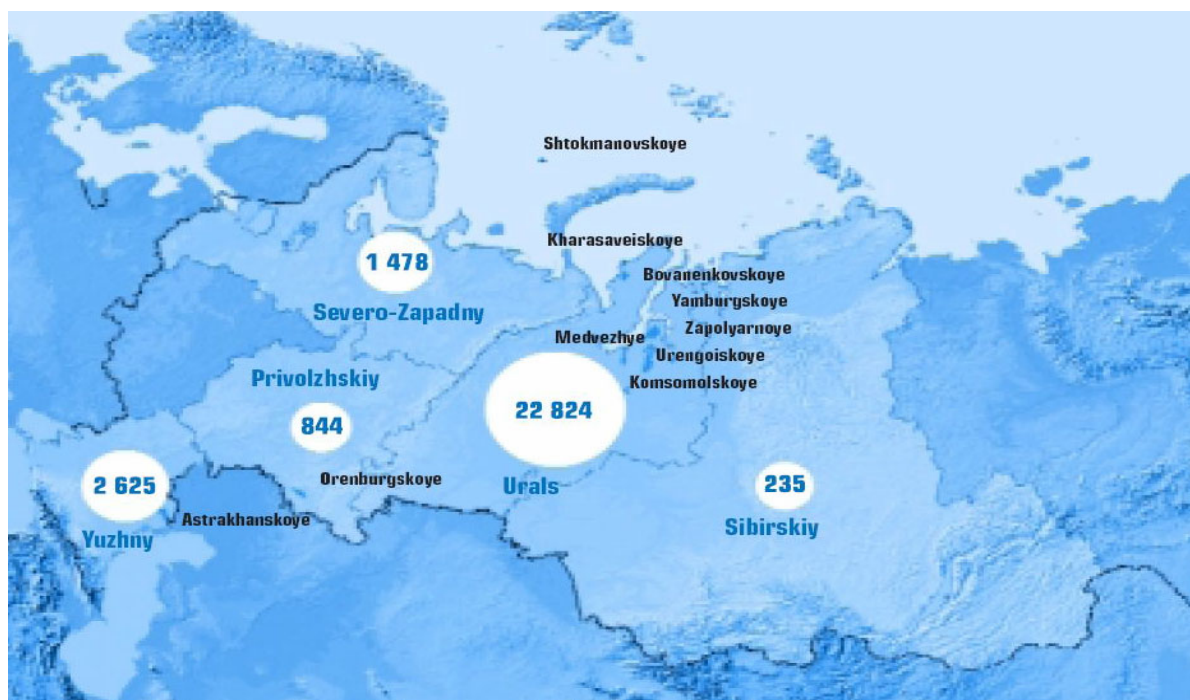 Shtokmanovskoye
Kharasaveiskoye
1 478
Bovanenkovskoye
Yamburgskoye
Severo-Zapadny
Zapolyarnoye
Medvezhye
Urengoiskoye
Privolzhskiy
Komsomolskoye
22 824
844
Orenburgskoye
2 625
Urals
235
Astrakhanskoye
Sibirskiy
Yuzhny